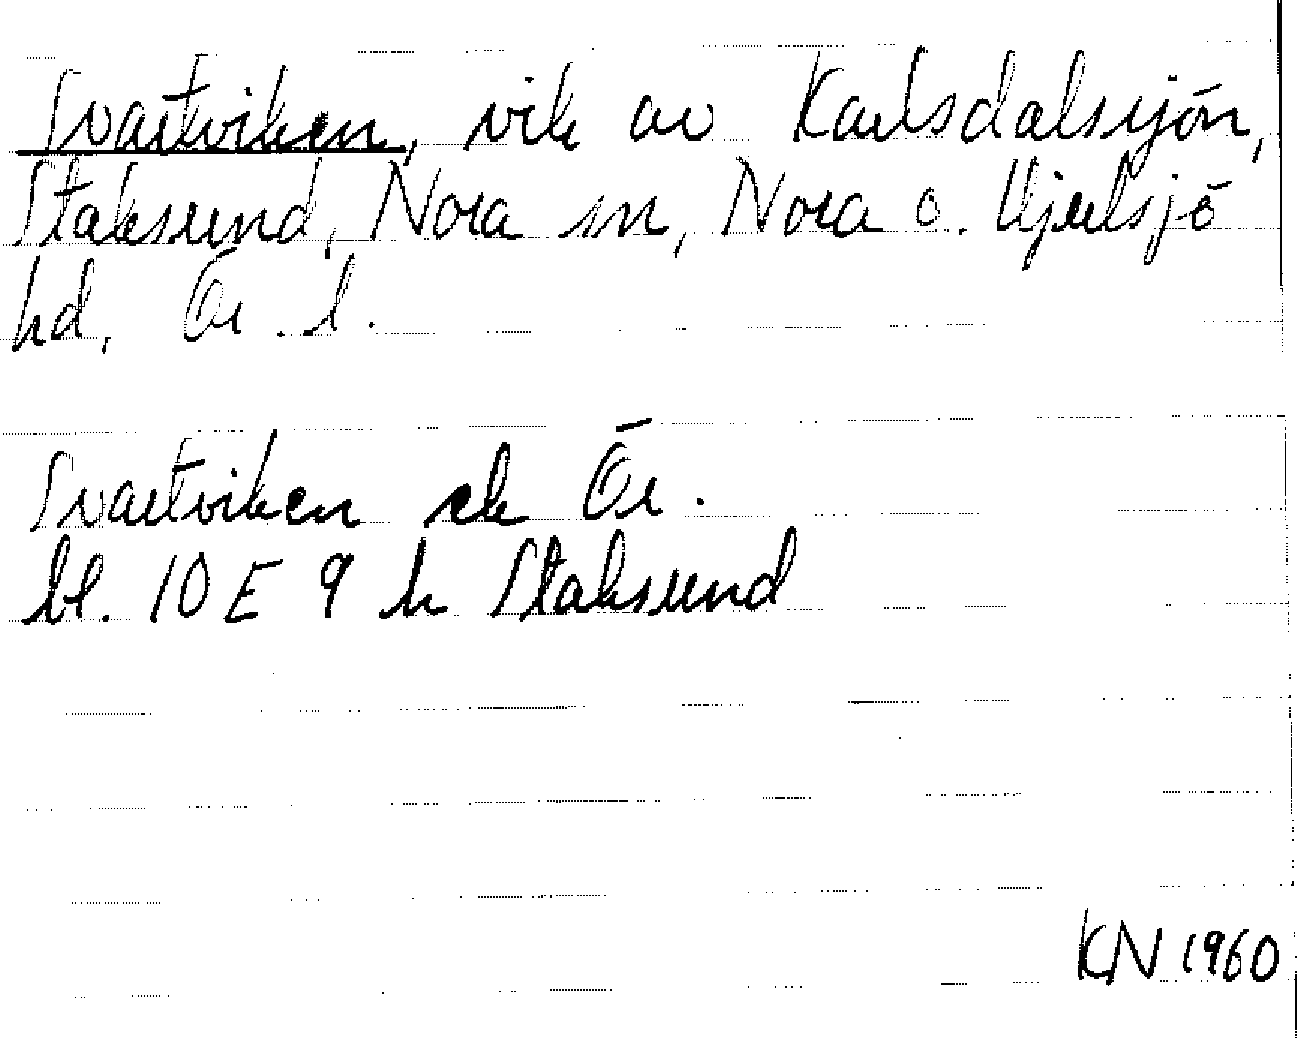 Svartviken, vik av Karlsdalssjön,
Staksund, Nora sn, Nora o. Hjulsjö
hd, Ör. l.
Svartviken ek Ör.
bl. 10 E 9 h Staksund
KN 1960